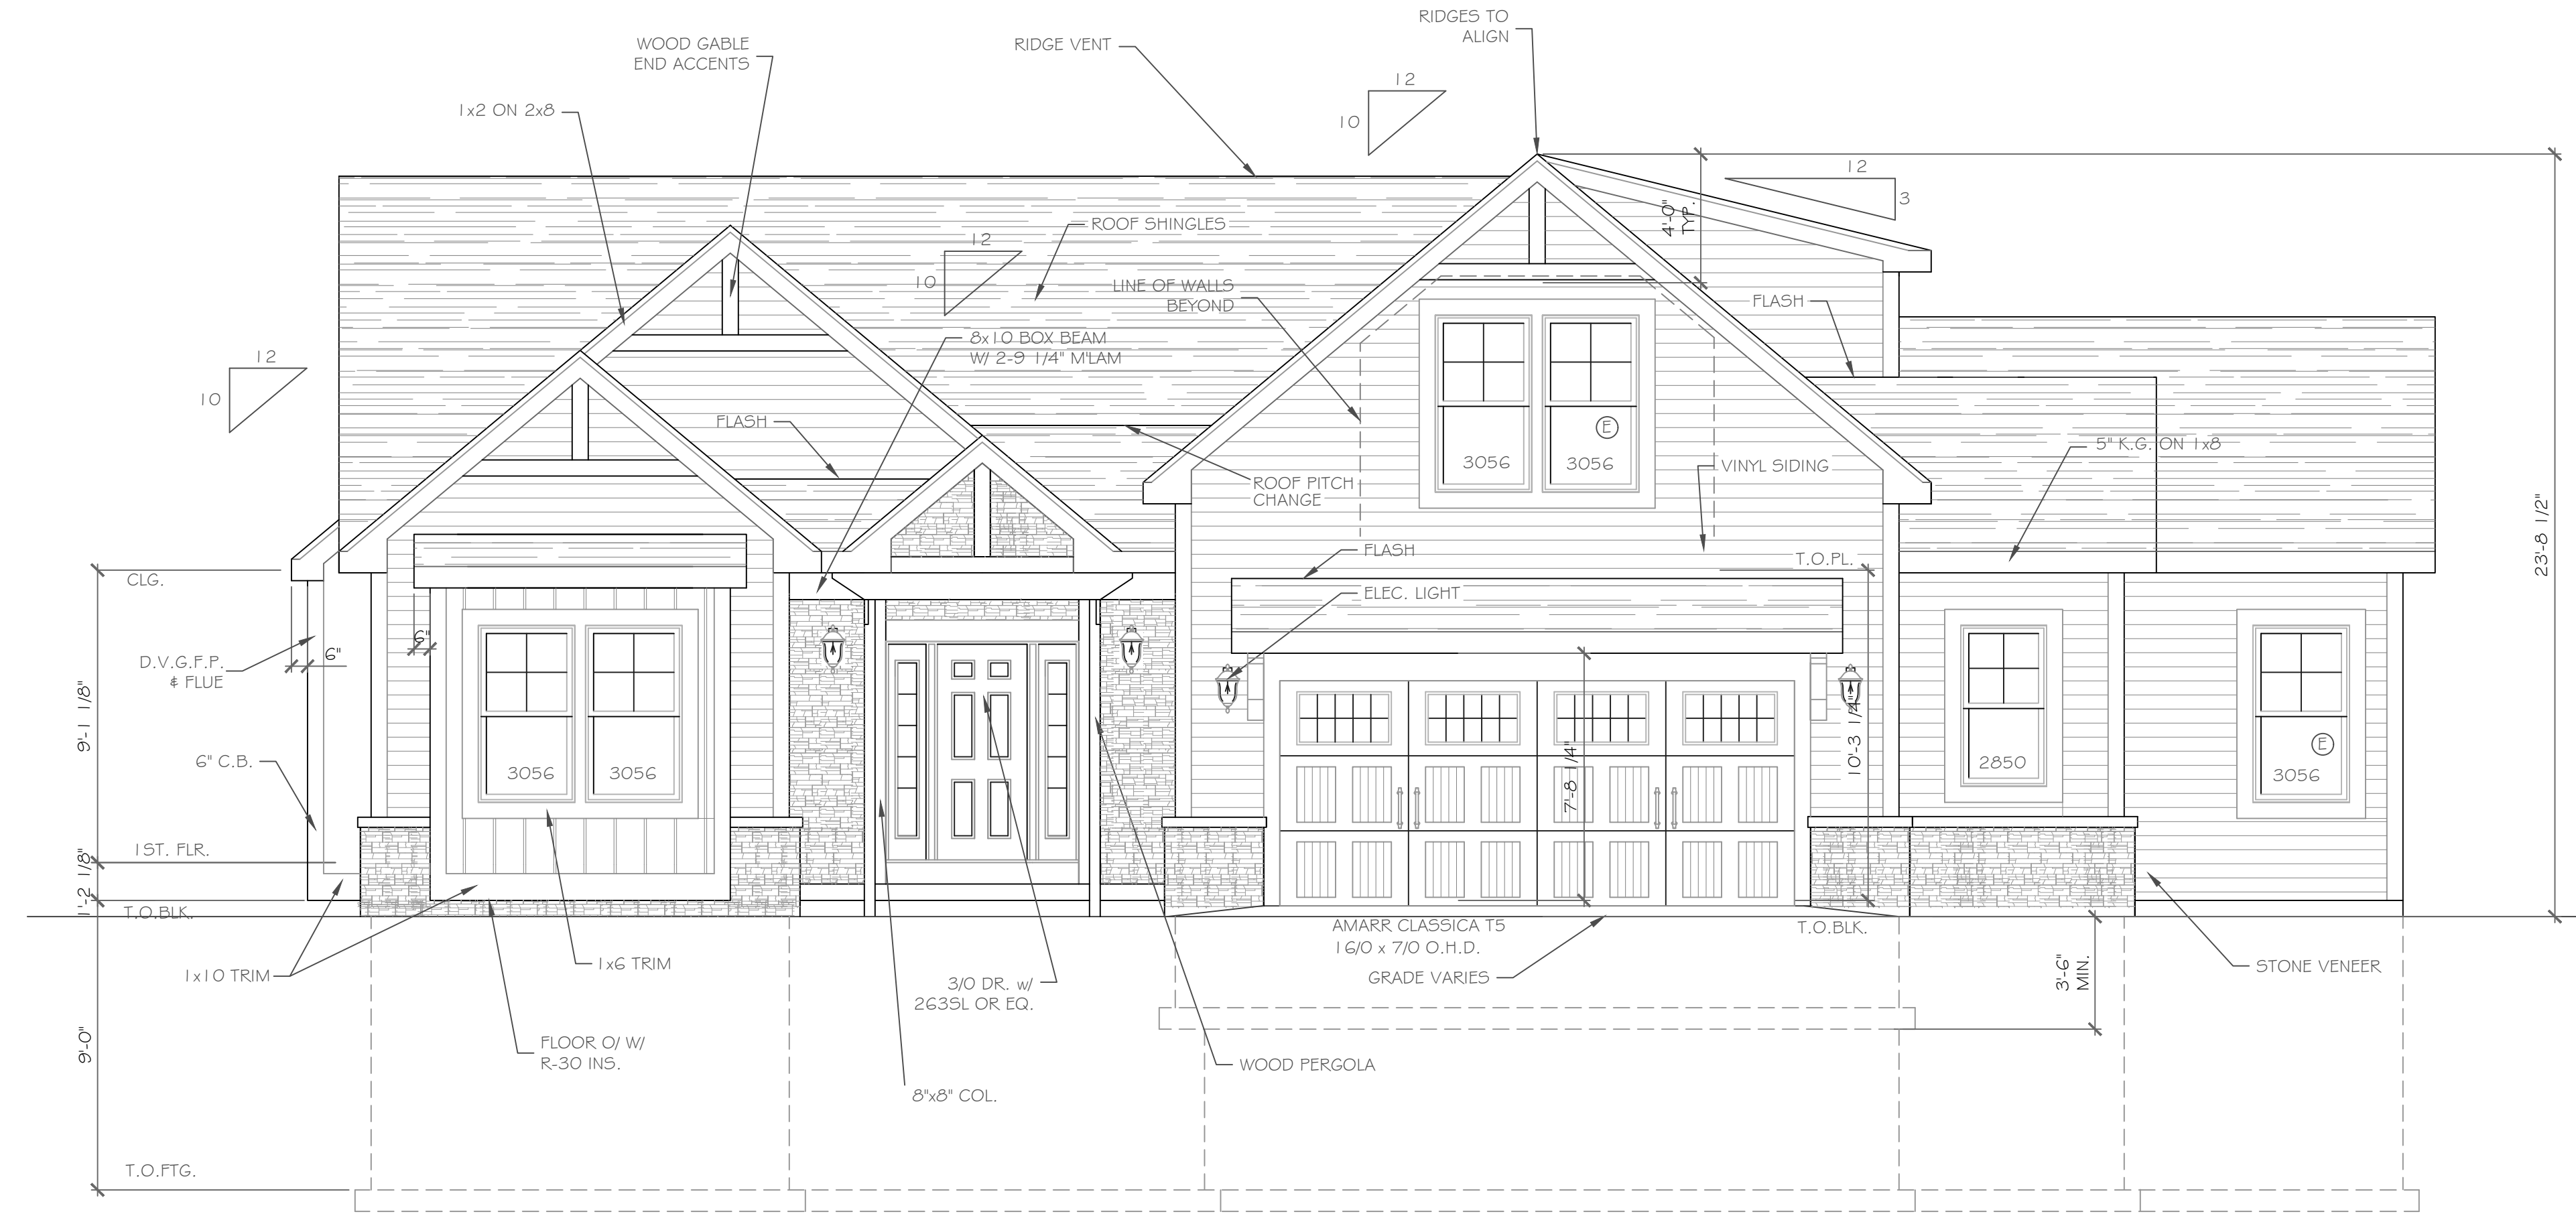 RIDGES TO
ALIGN
WOOD GABLE
END ACCENTS
RIDGE VENT
12
10
1x2 ON 2x8
12
3
4'-0"
TYP.
ROOF SHINGLES
12
10
LINE OF WALLS
BEYOND
FLASH
8x10 BOX BEAM
W/ 2-9 1/4" M'LAM
12
10
FLASH
E
3056
3056
5" K.G. ON 1x8
VINYL SIDING
ROOF PITCH
CHANGE
23'-8 1/2"
FLASH
T.O.PL.
CLG.
ELEC. LIGHT
6"
6"
D.V.G.F.P.
& FLUE
9'-1 1/8"
10'-3 1/4"
7'-8 1/4"
6" C.B.
3056
3056
2850
E
3056
1ST. FLR.
1'-2 1/8"
T.O.BLK.
AMARR CLASSICA T5
16/0 x 7/0 O.H.D.
T.O.BLK.
1x10 TRIM
1x6 TRIM
3/0 DR. w/
263SL OR EQ.
GRADE VARIES
3'-6"
MIN.
STONE VENEER
9'-0"
FLOOR O/ W/
R-30 INS.
WOOD PERGOLA
8"x8" COL.
T.O.FTG.